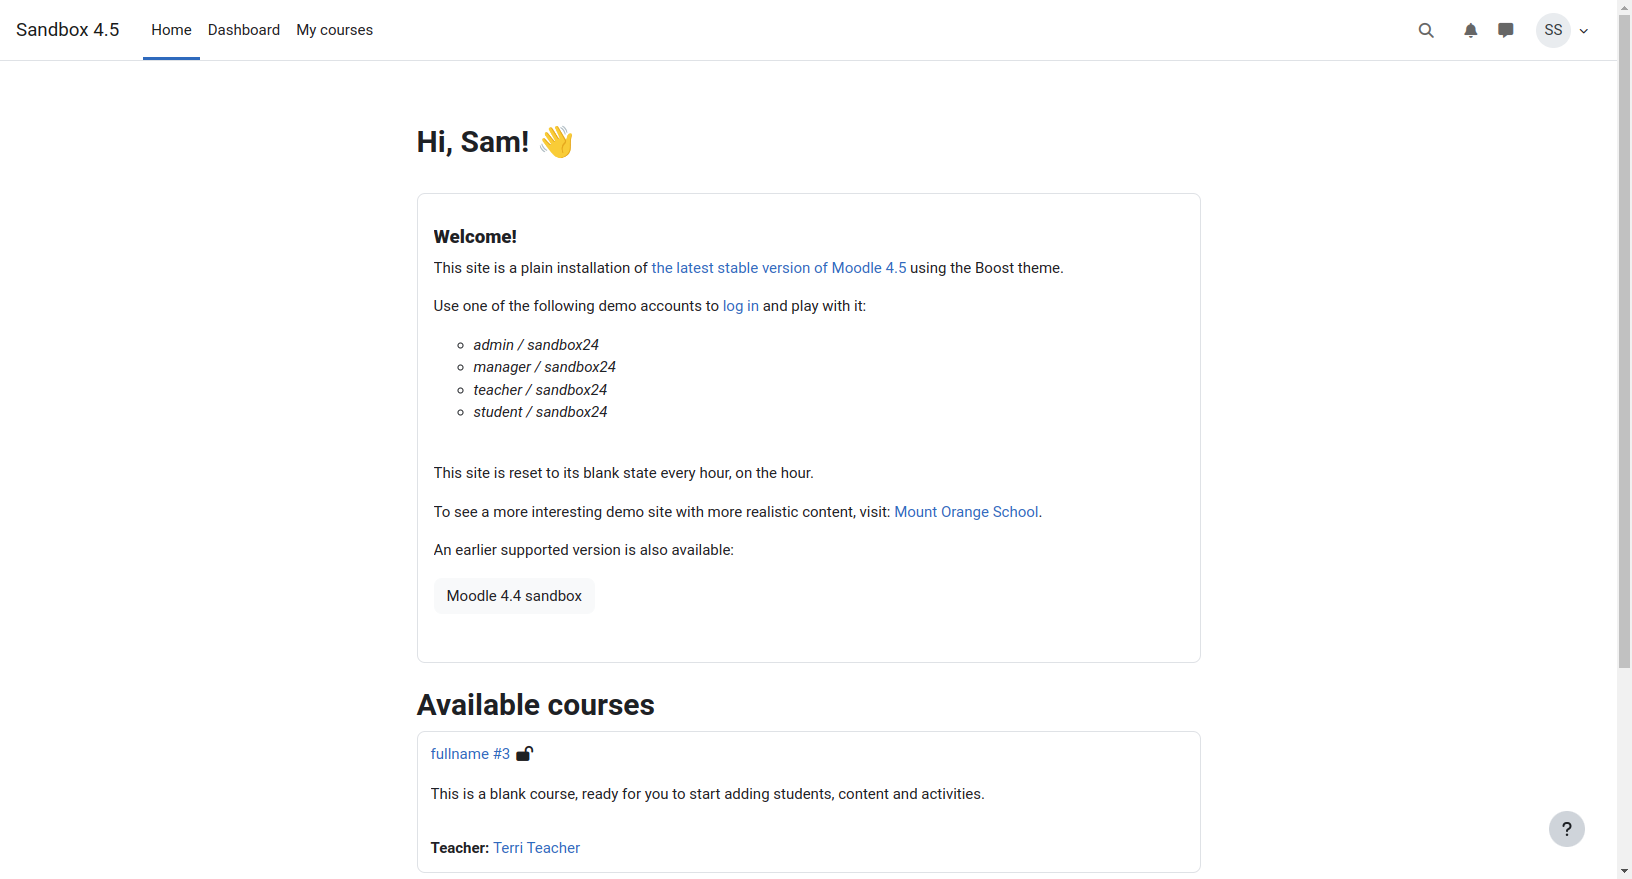 Sandbox 4.5 Home Dashboard My courses SS
Hi, Sam! 👋
Welcome!
This site is a plain installation of the latest stable version of Moodle 4.5 using the Boost theme.
Use one of the following demo accounts to log in and play with it:
admin / sandbox24
manager / sandbox24
teacher / sandbox24
student / sandbox24
This site is reset to its blank state every hour, on the hour.
To see a more interesting demo site with more realistic content, visit: Mount Orange School.
An earlier supported version is also available:
Moodle 4.4 sandbox
Available courses
fullname #3
This is a blank course, ready for you to start adding students, content and activities.
Teacher: Terri Teacher
?